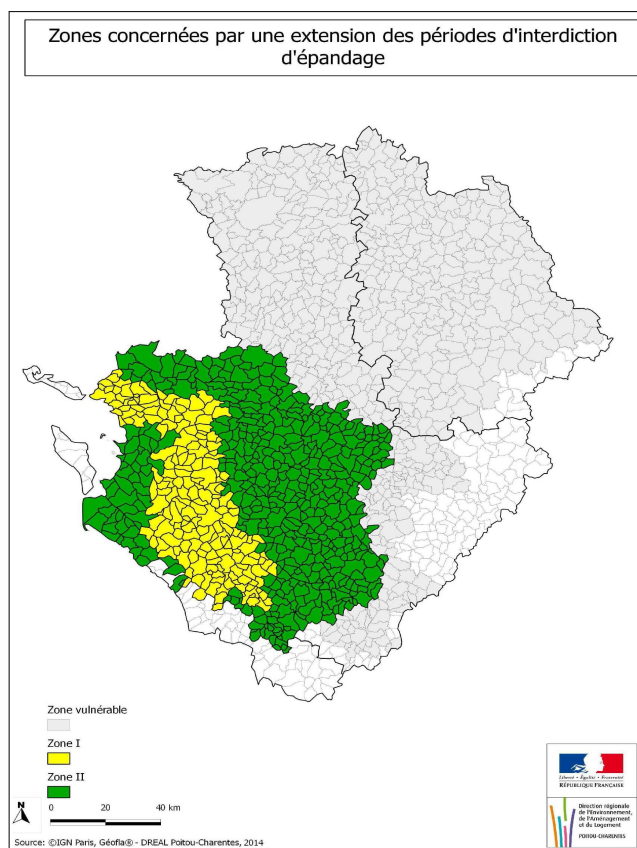 Zones concernées par une extension des périodes d'interdiction
d'épandage
Zone vulnérable
Zone I
Zone II
N
0 20 40 km
Liberté • Égalité • Fraternité
RÉPUBLIQUE FRANÇAISE
Direction régionale
de l'Environnement,
de l'Aménagement
et du Logement
POITOU-CHARENTES
Source: ©IGN Paris, Géofla® - DREAL Poitou-Charentes, 2014